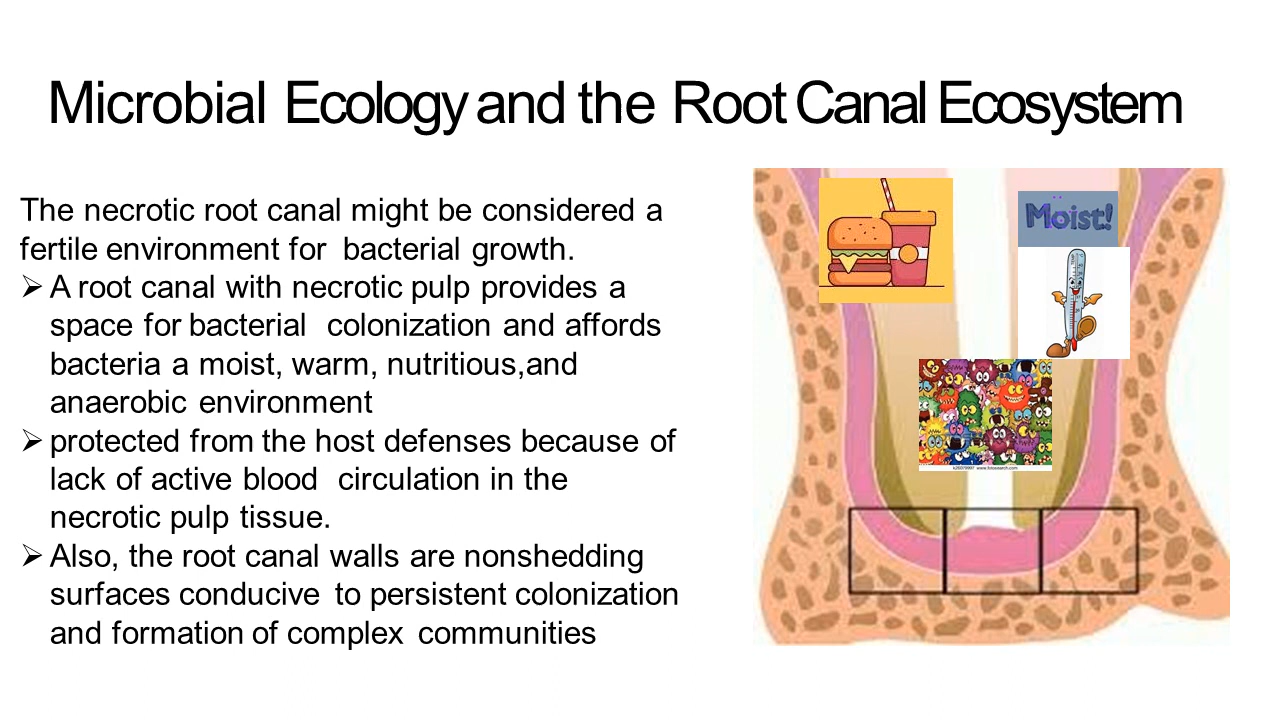 Microbial Ecology and the Root Canal Ecosystem
The necrotic root canal might be considered a
fertile environment for bacterial growth.
➢ A root canal with necrotic pulp provides a
space for bacterial colonization and affords
bacteria a moist, warm, nutritious,and
anaerobic environment
➢ protected from the host defenses because of
lack of active blood circulation in the
necrotic pulp tissue.
➢ Also, the root canal walls are nonshedding
surfaces conducive to persistent colonization
and formation of complex communities
Moist!
www.fotosearch.com